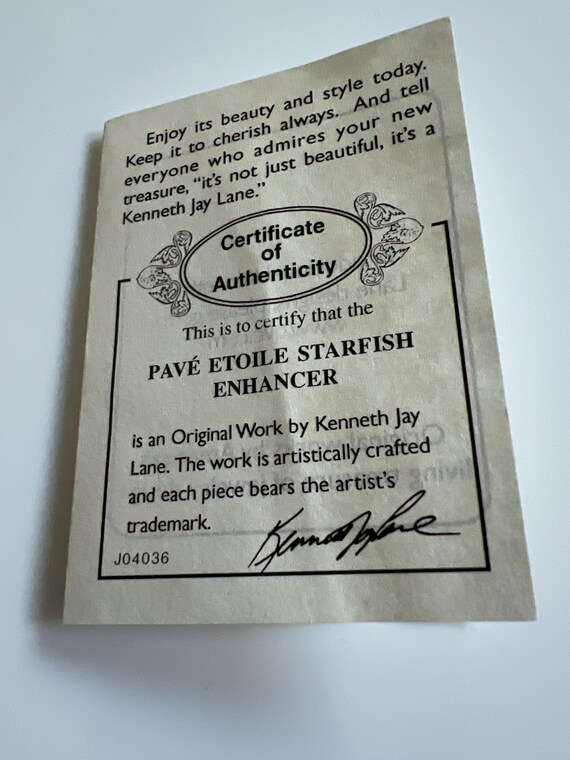 Enjoy its beauty and style today.
Keep it to cherish always. And tell
everyone who admires your new
treasure, "it's not just beautiful, it's a
Kenneth Jay Lane."
Certificate
of
Authenticity
This is to certify that the
PAVÉ ETOILE STARFISH
ENHANCER
is an Original Work by Kenneth Jay
Lane. The work is artistically crafted
and each piece bears the artist's
trademark.
Kenneth Jay Lane
J04036